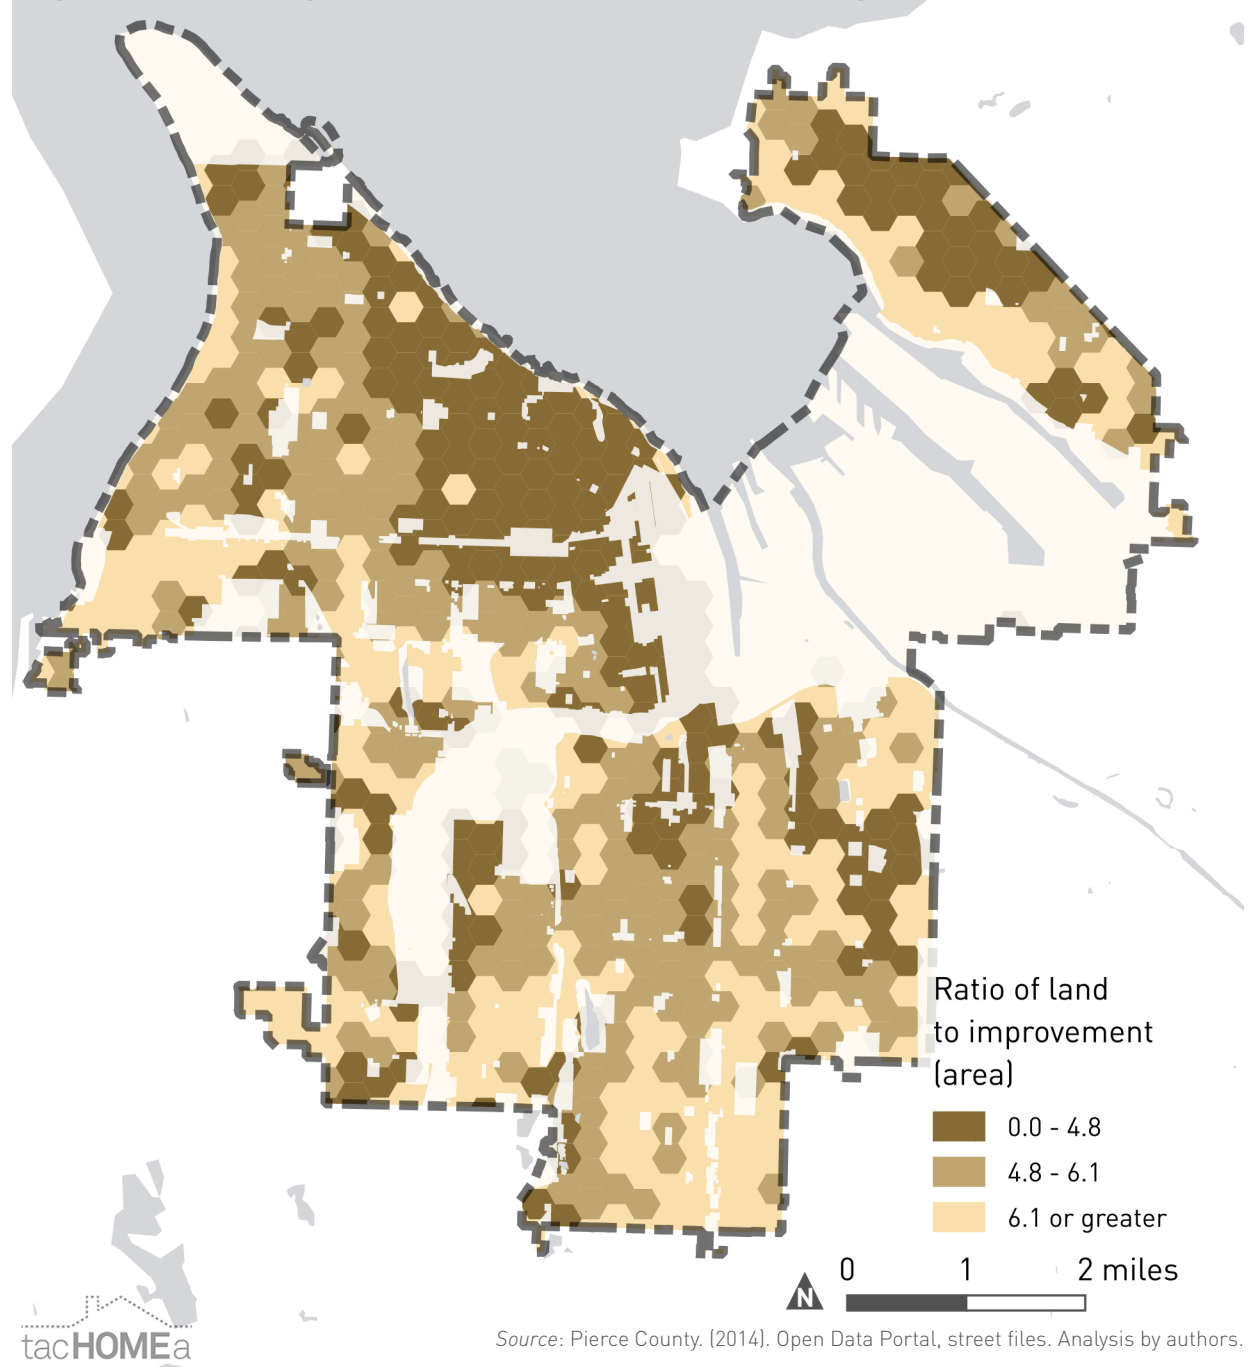 Ratio of land
to improvement
(area)
0.0 - 4.8
4.8 - 6.1
6.1 or greater
0 1 2 miles
N
tacHOMEa
Source: Pierce County. (2014). Open Data Portal, street files. Analysis by authors.